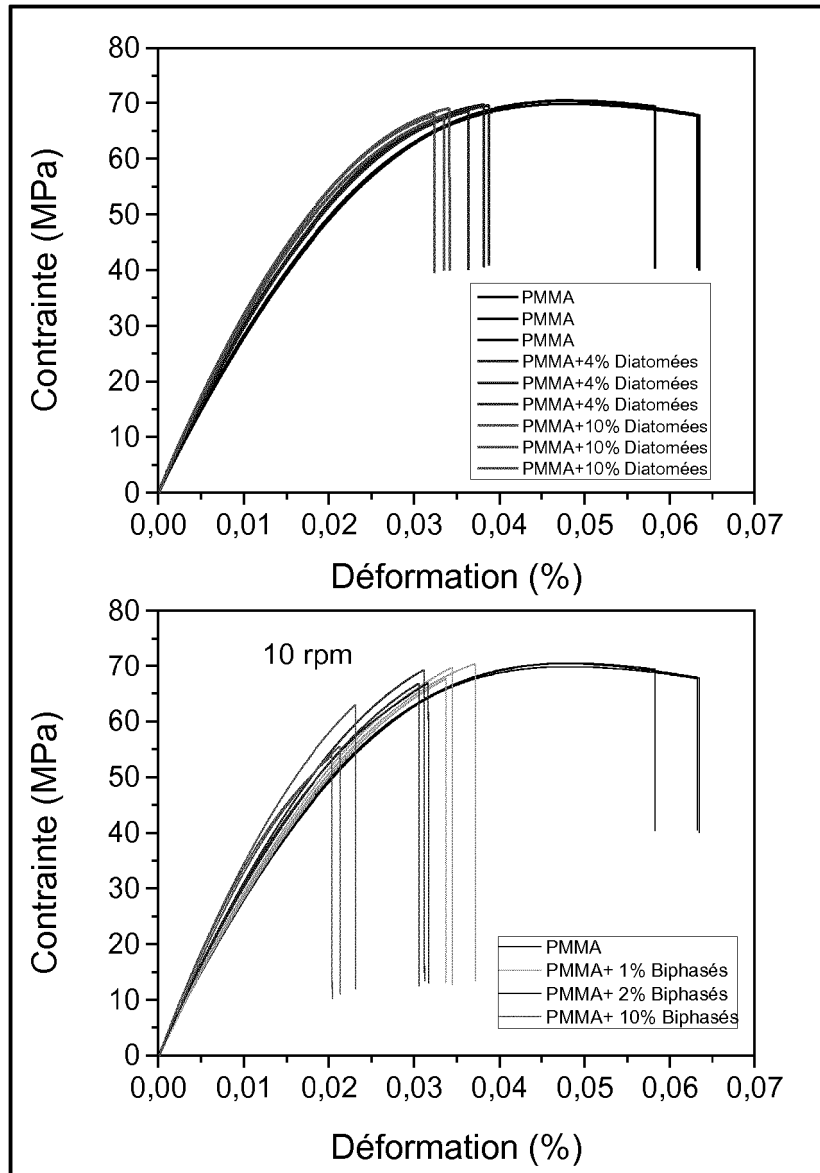 80
70
60
50
40
30
20
10
0
Contrainte (MPa)
PMMA
PMMA
PMMA
PMMA+4% Diatomées
PMMA+4% Diatomées
PMMA+4% Diatomées
PMMA+10% Diatomées
PMMA+10% Diatomées
PMMA+10% Diatomées
0,00 0,01 0,02 0,03 0,04 0,05 0,06 0,07
Déformation (%)
80
70
60
50
40
30
20
10
0
Contrainte (MPa)
10 rpm
PMMA
PMMA+ 1% Biphasés
PMMA+ 2% Biphasés
PMMA+ 10% Biphasés
0,00 0,01 0,02 0,03 0,04 0,05 0,06 0,07
Déformation (%)